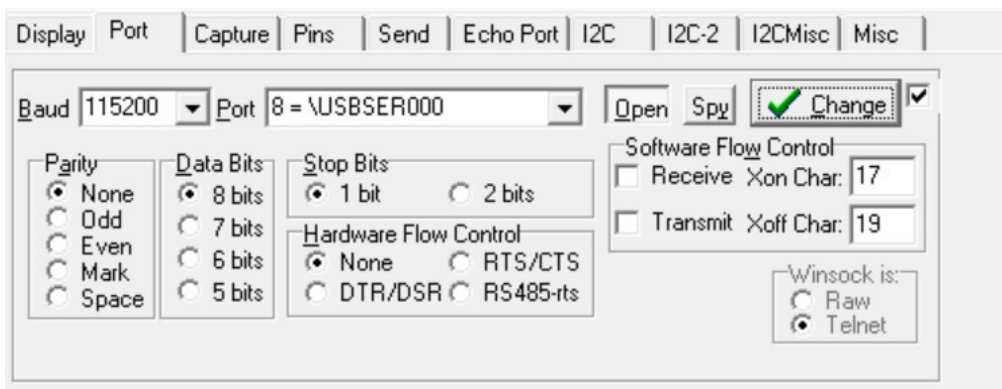 Display Port Capture Pins Send Echo Port I2C I2C-2 I2CMisc Misc
Baud 115200 Port 8 = \USBSER000 Open Spy Change
Parity
None
Odd
Even
Mark
Space
Data Bits
8 bits
7 bits
6 bits
5 bits
Stop Bits
1 bit 2 bits
Hardware Flow Control
None RTS/CTS
DTR/DSR RS485-rts
Software Flow Control
Receive Xon Char: 17
Transmit Xoff Char: 19
Winsock is:
Raw
Telnet